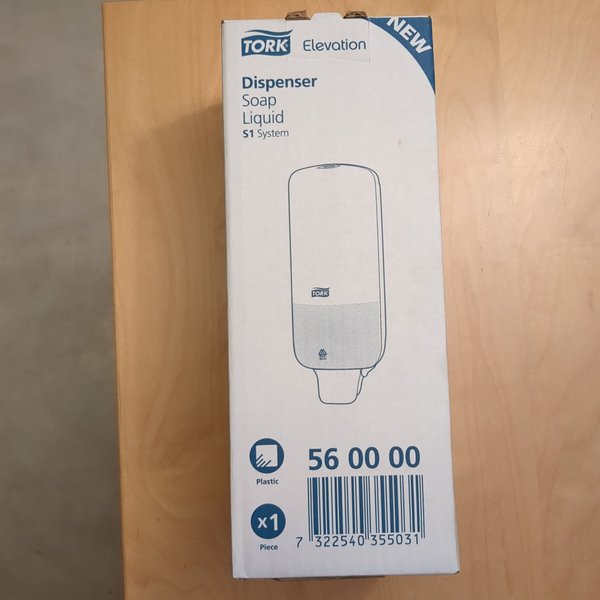 TORK Elevation
NEW
Dispenser
Soap
Liquid
S1 System
TORK
Plastic
56 00 00
x1
Piece
7 322540 355031